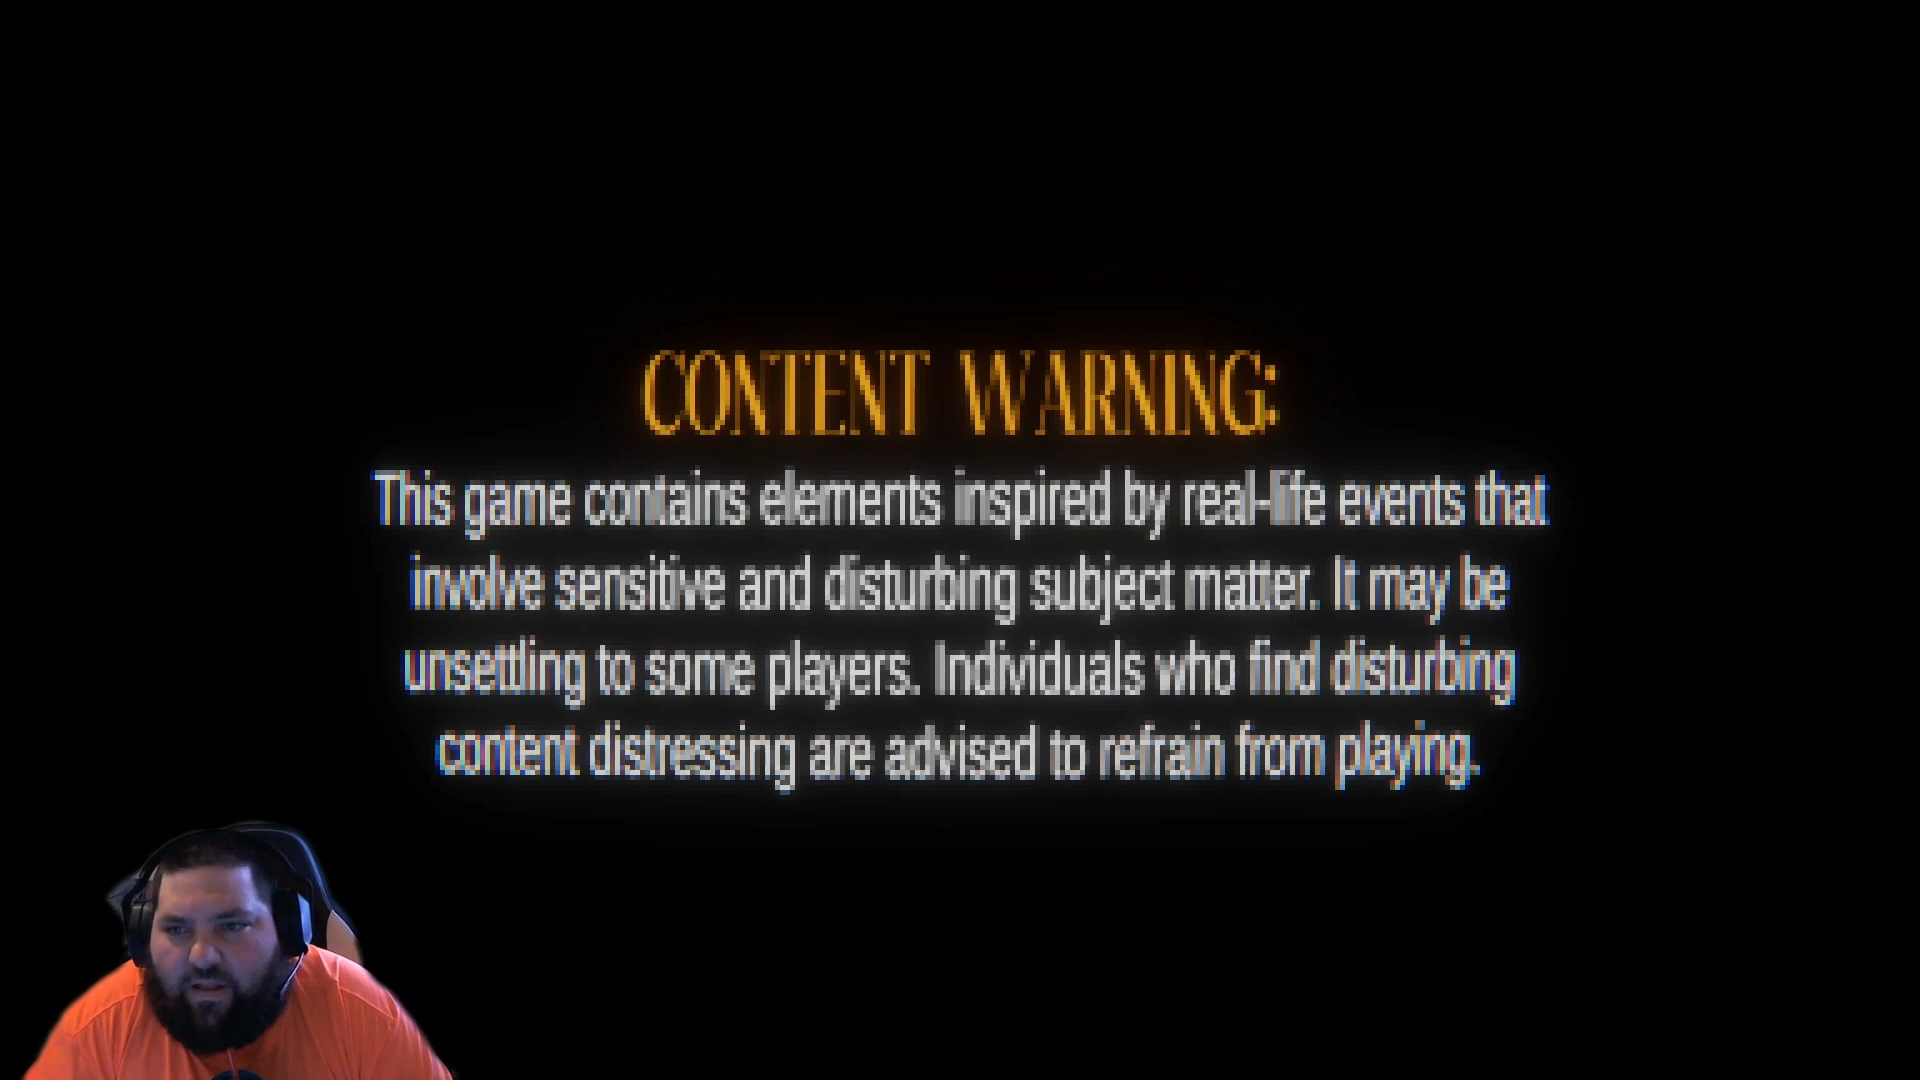 CONTENT WARNING:
This game contains elements inspired by real-life events that
involve sensitive and disturbing subject matter. It may be
unsettling to some players. Individuals who find disturbing
content distressing are advised to refrain from playing.